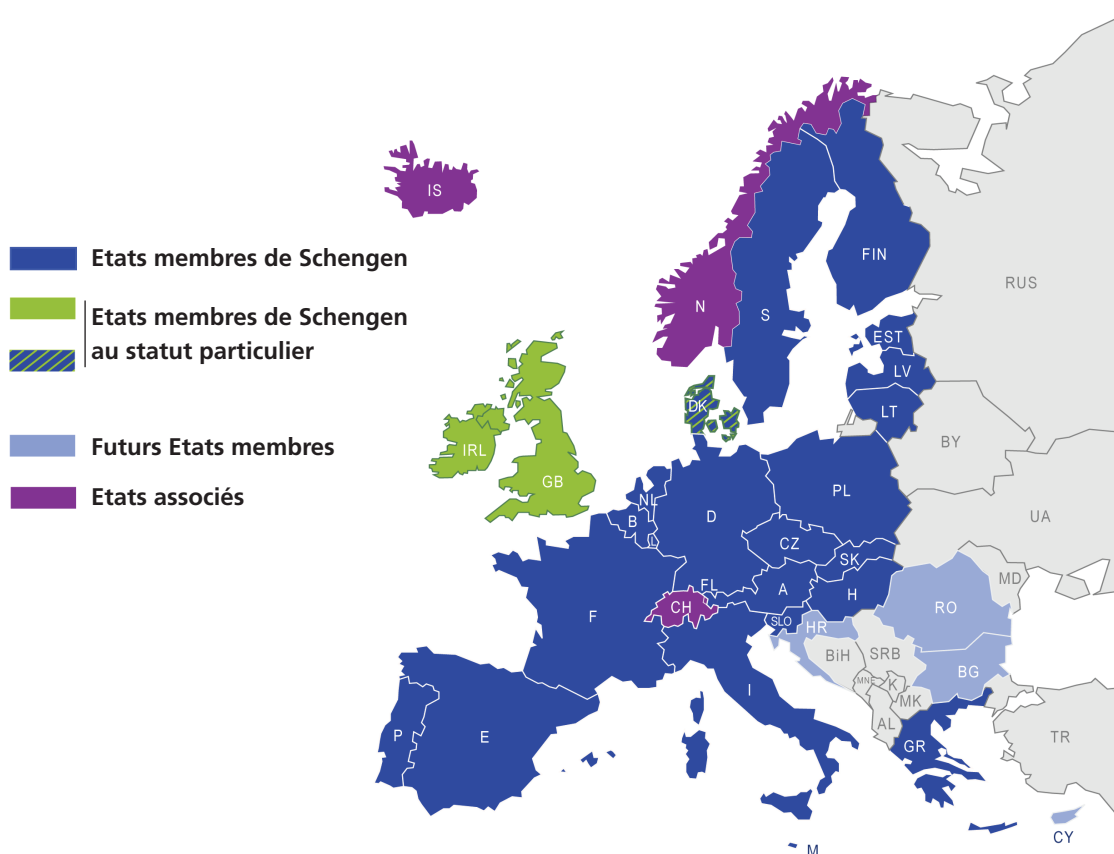 Etats membres de Schengen
Etats membres de Schengen
au statut particulier
Futurs Etats membres
Etats associés
IS
FIN
RUS
N
S
EST
LV
DK
LT
IRL
BY
GB
NL
PL
B
D
UA
L
CZ
SK
MD
FL
A
H
CH
RO
F
SLO
HR
BiH
SRB
BG
MNE
K
I
MK
AL
P
E
GR
TR
CY
M